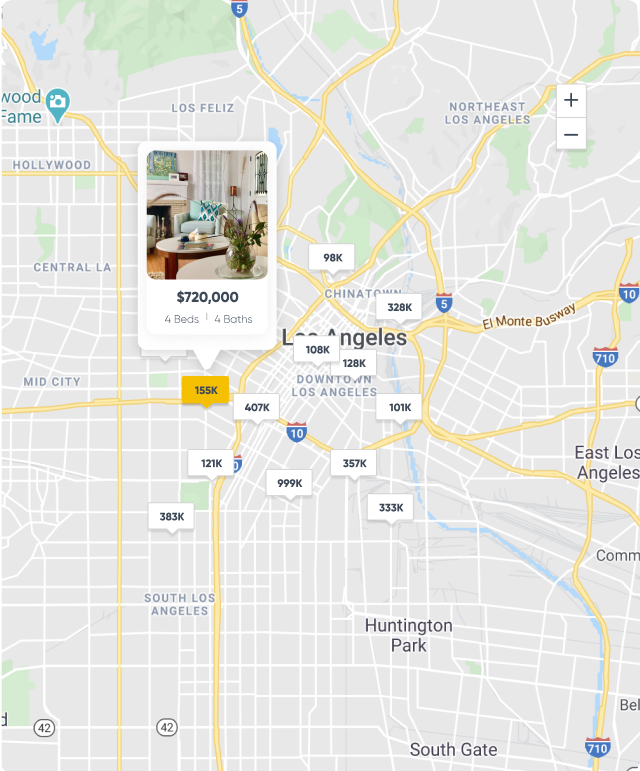 5
wood
Fame
LOS FELIZ
NORTHEAST
LOS ANGELES
+
−
HOLLYWOOD
98K
CENTRAL LA
$720,000
4 Beds | 4 Baths
CHINATOWN
328K
5
10
El Monte Busway
Los Angeles
108K
128K
710
MID CITY
DOWNTOWN
LOS ANGELES
155K
407K
101K
10
121K
0
357K
East Los
Angeles
999K
333K
383K
Comm
SOUTH LOS
ANGELES
Huntington
Park
Bel
d
42
42
South Gate
710